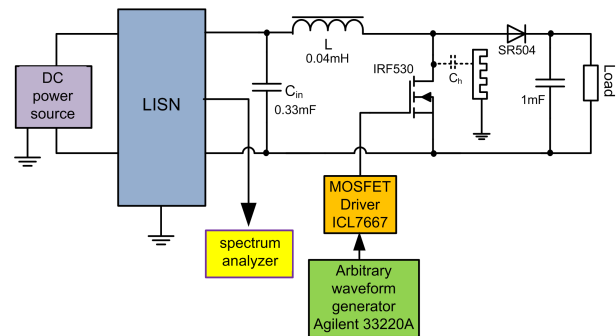 DC
power
source
LISN
L
0.04mH
Cin
0.33mF
IRF530
Ch
SR504
1mF
Load
MOSFET
Driver
ICL7667
spectrum
analyzer
Arbitrary
waveform
generator
Agilent 33220A